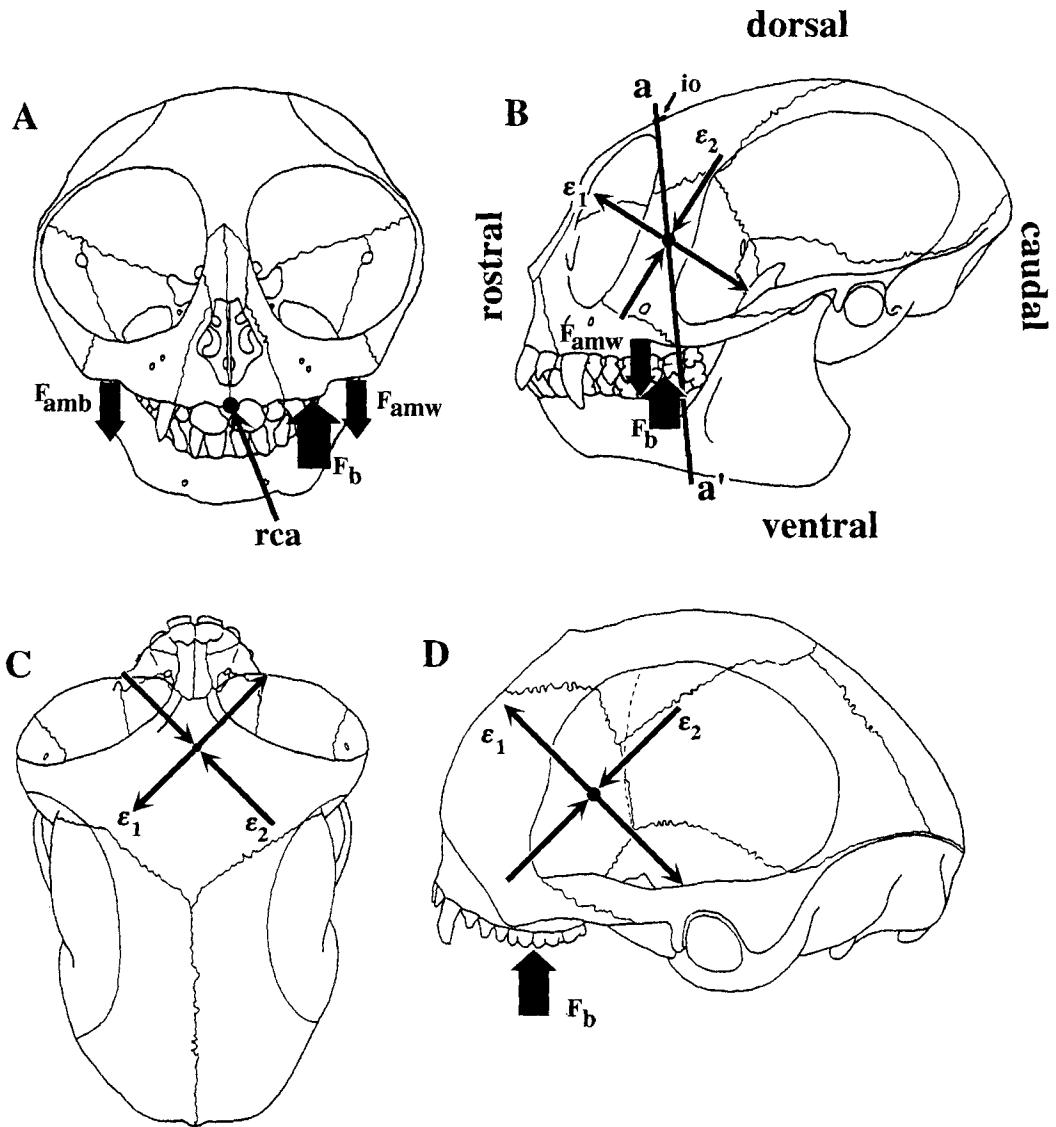 dorsal
A
B
a
io
ε2
ε1
rostral
caudal
Famb
Famw
Fb
rca
Famw
Fb
a'
ventral
C
D
ε1
ε2
ε1
ε2
Fb